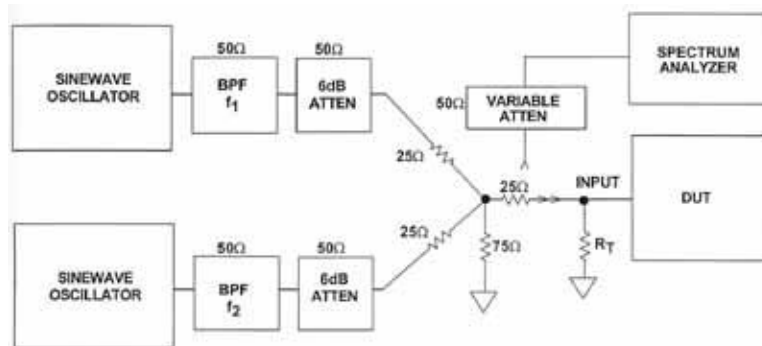 50Ω
50Ω
SINEWAVE
OSCILLATOR
BPF
f1
6dB
ATTEN
SPECTRUM
ANALYZER
50Ω
VARIABLE
ATTEN
25Ω
25Ω
INPUT
DUT
25Ω
75Ω
RT
50Ω
50Ω
SINEWAVE
OSCILLATOR
BPF
f2
6dB
ATTEN